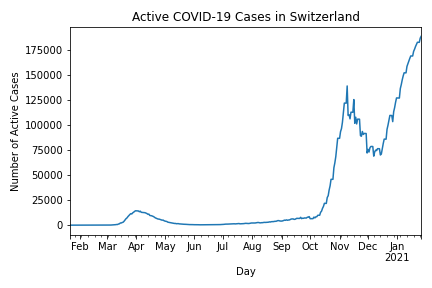 Active COVID-19 Cases in Switzerland
Number of Active Cases
175000
150000
125000
100000
75000
50000
25000
0
Feb Mar Apr May Jun Jul Aug Sep Oct Nov Dec Jan
2021
Day